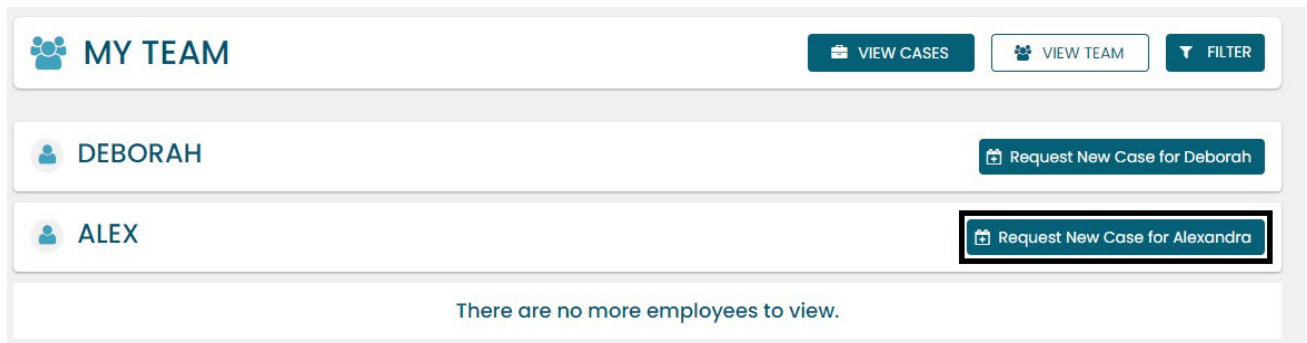 MY TEAM
VIEW CASES
VIEW TEAM
FILTER
DEBORAH
Request New Case for Deborah
ALEX
Request New Case for Alexandra
There are no more employees to view.